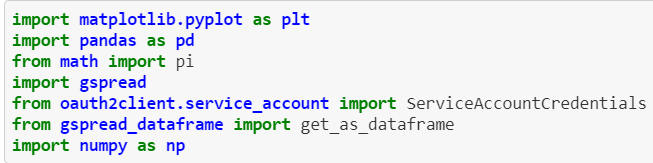 import matplotlib.pyplot as plt
import pandas as pd
from math import pi
import gspread
from oauth2client.service_account import ServiceAccountCredentials
from gspread_dataframe import get_as_dataframe
import numpy as np